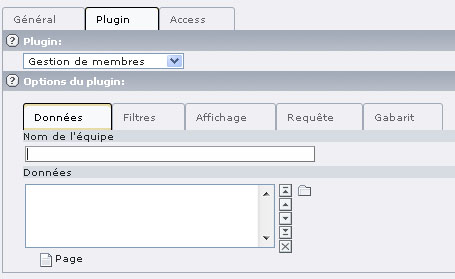 Général Plugin Access
Plugin:
Gestion de membres
Options du plugin:
Données Filtres Affichage Requête Gabarit
Nom de l'équipe
Données
Page